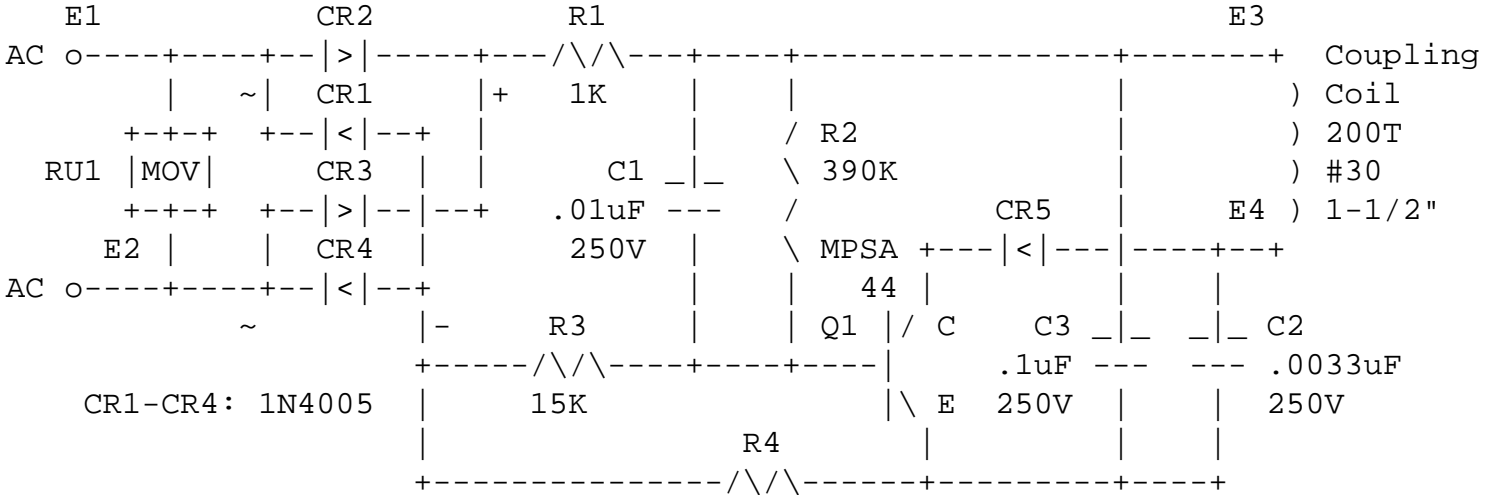 E1              CR2             R1                                E3
AC o----+----+--|>|-----+---/\/\---+----+----------------+-------+  Coupling
        |   ~|  CR1      |+   1K    |    |                |        ) Coil
      +-+-+  +--|<|--+  |           |    / R2             |        ) 200T
  RU1 |MOV|     CR3  |  |      C1 _|_   \ 390K           |        ) #30
      +-+-+  +--|>|--|--+   .01uF ---   /          CR5   |     E4 ) 1-1/2"
     E2 |    |  CR4  |       250V  |    \ MPSA +---|<|---|----+--+
AC o----+----+--|<|--+             |    |   44 |         |    |
            ~        |-     R3     |    | Q1 |/ C    C3 _|_  _|_ C2
                     +-----/\/\----+----+----|      .1uF ---  --- .0033uF
    CR1-CR4: 1N4005  |     15K               |\ E   250V  |    |  250V
                     |                R4       |         |    |
                     +---------------/\/\------+---------+----+